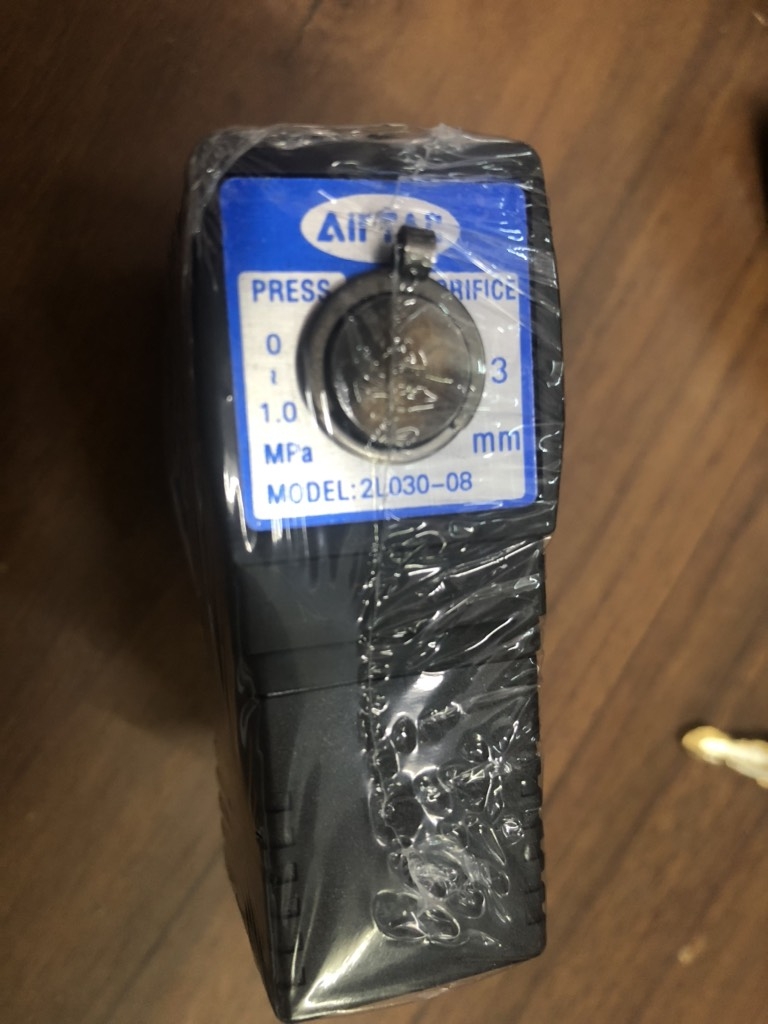 PRESS ORIFICE
0
~
1.0
MPa
3
mm
MODEL:2L030-08